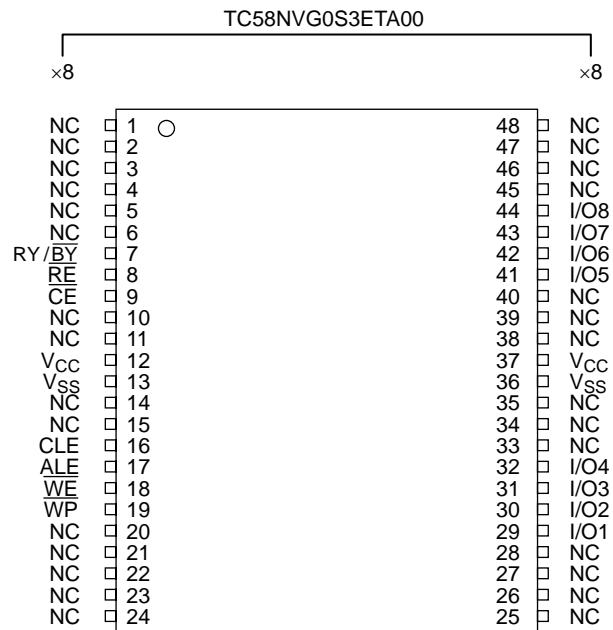 TC58NVG0S3ETA00
×8 ×8
NC 1 48 NC
NC 2 47 NC
NC 3 46 NC
NC 4 45 NC
NC 5 44 I/O8
NC 6 43 I/O7
RY/B̅Y̅ 7 42 I/O6
R̅E̅ 8 41 I/O5
C̅E̅ 9 40 NC
NC 10 39 NC
NC 11 38 NC
VCC 12 37 VCC
VSS 13 36 VSS
NC 14 35 NC
NC 15 34 NC
CLE 16 33 NC
ALE 17 32 I/O4
W̅E̅ 18 31 I/O3
W̅P̅ 19 30 I/O2
NC 20 29 I/O1
NC 21 28 NC
NC 22 27 NC
NC 23 26 NC
NC 24 25 NC